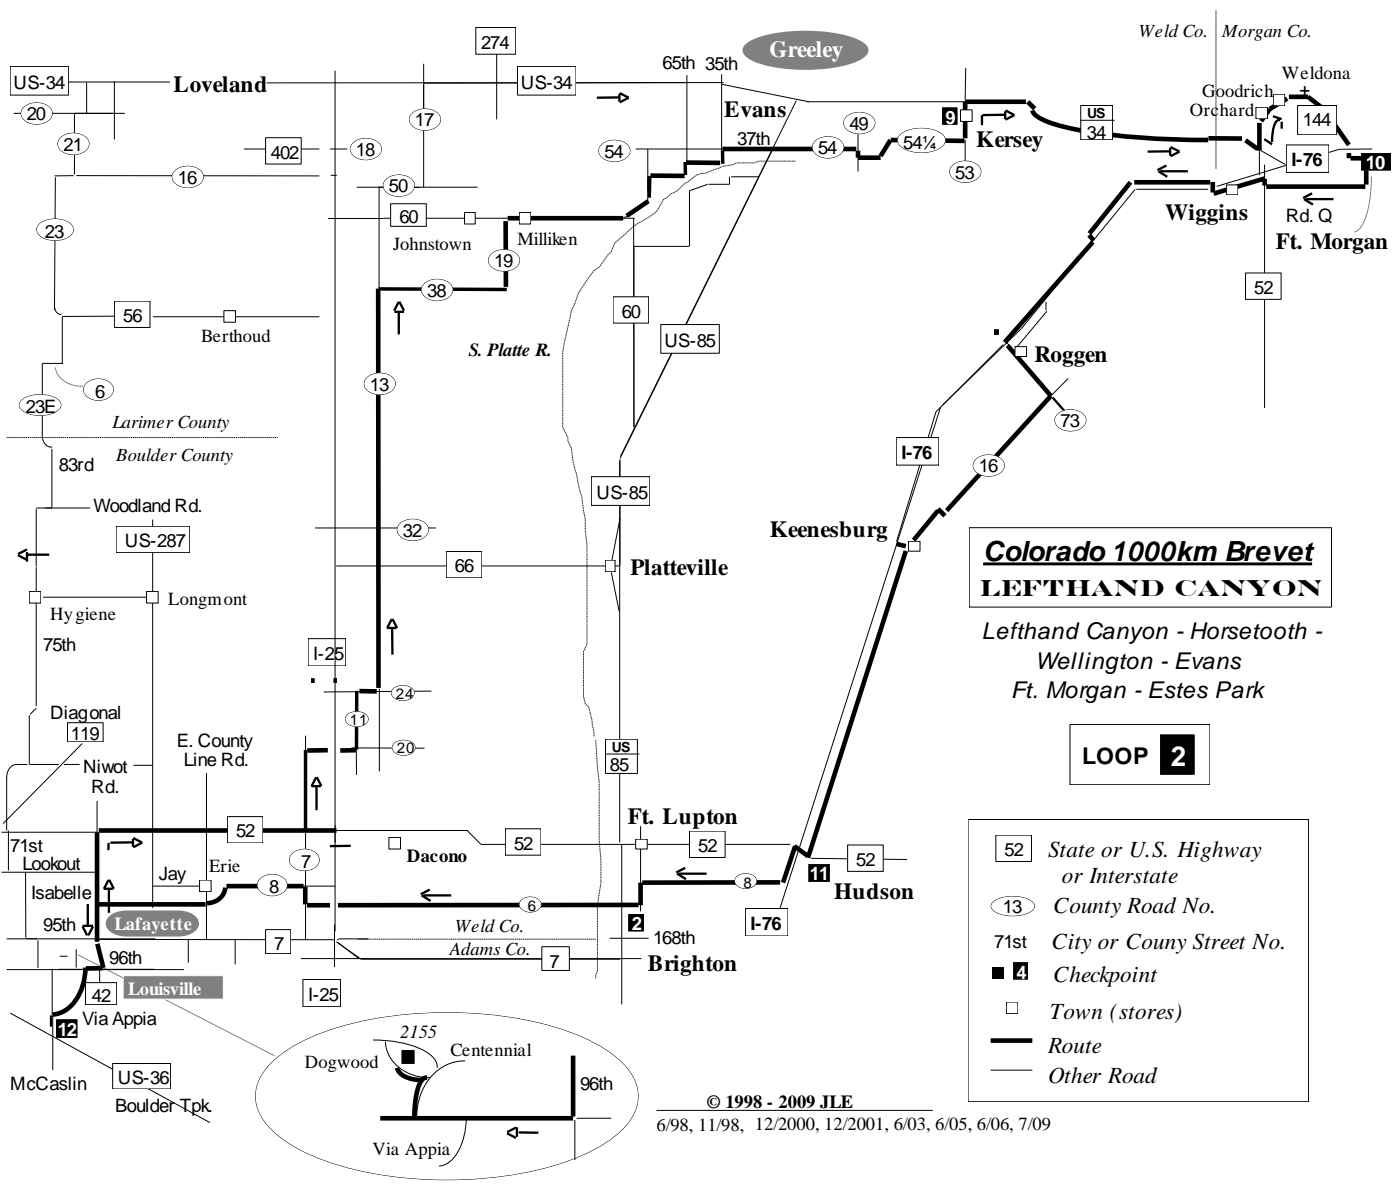 Weld Co.
Morgan Co.
274
Greeley
65th
35th
Weldona
US-34
Loveland
US-34
Goodrich
Orchard
20
17
Evans
9
Kersey
US
34
144
21
402
18
54
37th
54
49
54¼
53
I-76
10
16
50
Wiggins
Rd. Q
Ft. Morgan
60
Johnstown
Milliken
23
19
38
52
56
Berthoud
60
US-85
S. Platte R.
Roggen
6
13
23E
73
Larimer County
Boulder County
83rd
I-76
16
Woodland Rd.
US-85
US-287
32
Keenesburg
Colorado 1000km Brevet
LEFTHAND CANYON
66
Platteville
Hygiene
Longmont
Lefthand Canyon - Horsetooth -
Wellington - Evans
Ft. Morgan - Estes Park
75th
I-25
24
Diagonal
119
11
E. County
Line Rd.
20
US
85
LOOP 2
Niwot
Rd.
Ft. Lupton
52
52
52
52
71st
Lookout
Dacono
Hudson
11
7
Jay
Erie
8
8
Isabelle
95th
Lafayette
6
2
I-76
Weld Co.
Adams Co.
7
7
168th
Brighton
96th
42
Louisville
I-25
12
Via Appia
McCaslin
US-36
Boulder Tpk.
2155
Dogwood
Centennial
96th
Via Appia
52
State or U.S. Highway
or Interstate
13
County Road No.
71st
City or Couny Street No.
4
Checkpoint
Town (stores)
Route
Other Road
© 1998 - 2009 JLE
6/98, 11/98, 12/2000, 12/2001, 6/03, 6/05, 6/06, 7/09